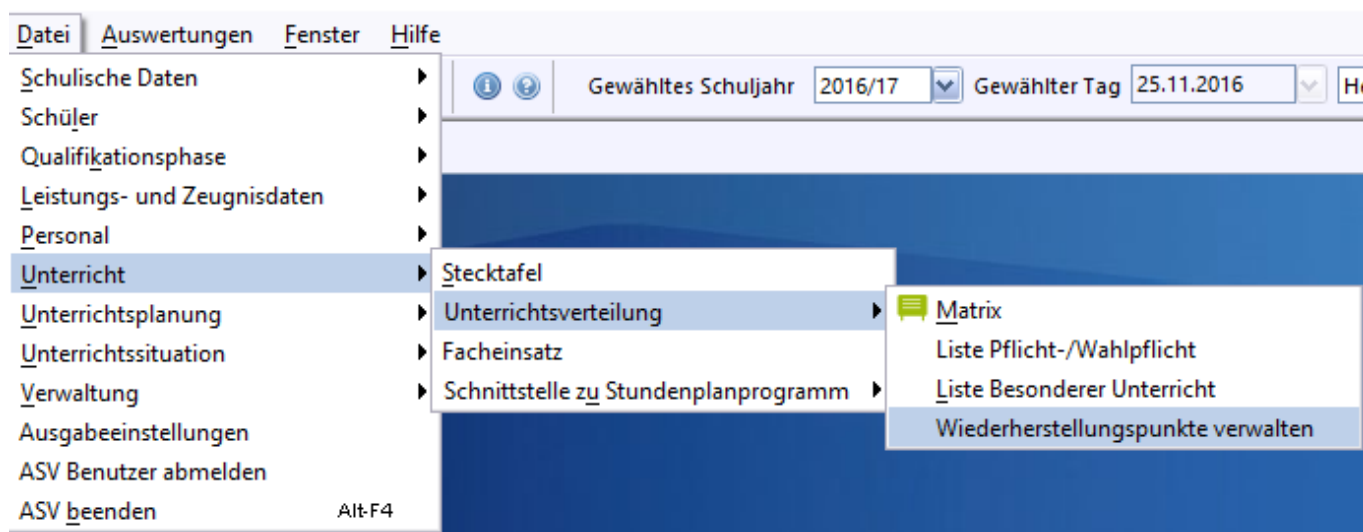 Datei Auswertungen Fenster Hilfe
Gewähltes Schuljahr 2016/17 Gewählter Tag 25.11.2016
Schulische Daten
Schüler
Qualifikationsphase
Leistungs- und Zeugnisdaten
Personal
Unterricht
Unterrichtsplanung
Unterrichtssituation
Verwaltung
Ausgabeeinstellungen
ASV Benutzer abmelden
ASV beenden Alt-F4
Stecktafel
Unterrichtsverteilung
Facheinsatz
Schnittstelle zu Stundenplanprogramm
Matrix
Liste Pflicht-/Wahlpflicht
Liste Besonderer Unterricht
Wiederherstellungspunkte verwalten